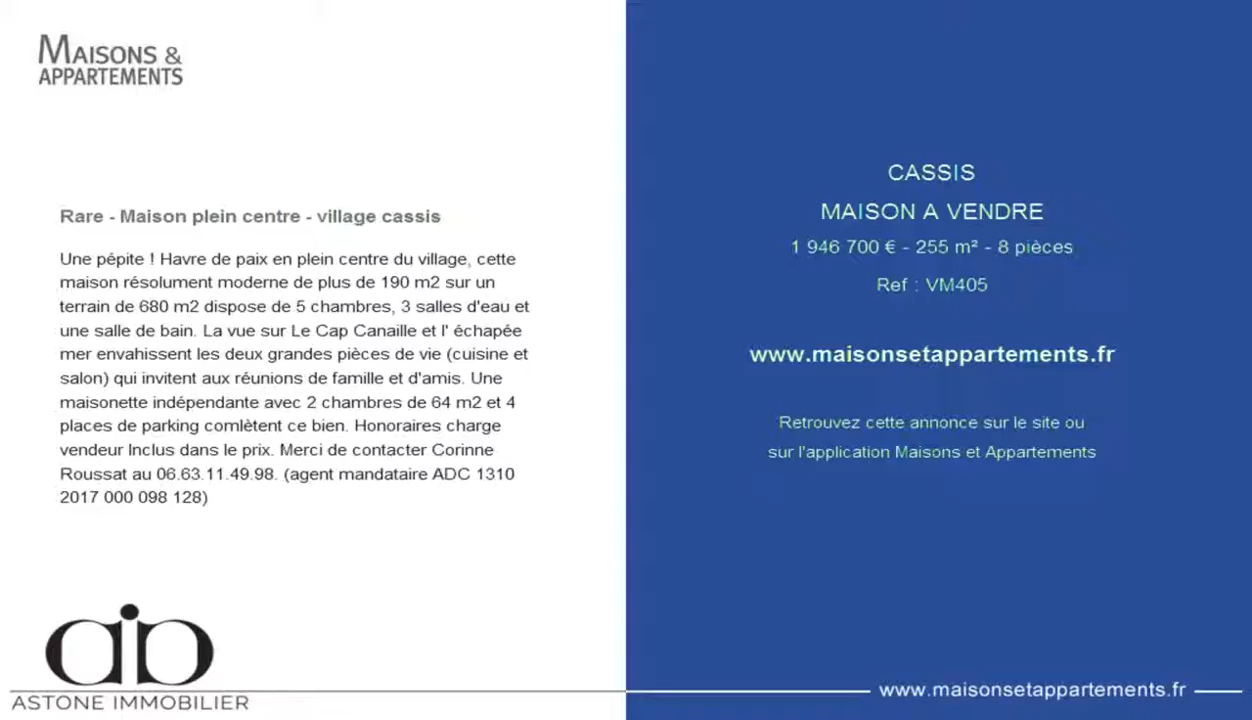 MAISONS &
APPARTEMENTS
Rare - Maison plein centre - village cassis
Une pépite ! Havre de paix en plein centre du village, cette
maison résolument moderne de plus de 190 m2 sur un
terrain de 680 m2 dispose de 5 chambres, 3 salles d'eau et
une salle de bain. La vue sur Le Cap Canaille et l' échapée
mer envahissent les deux grandes pièces de vie (cuisine et
salon) qui invitent aux réunions de famille et d'amis. Une
maisonette indépendante avec 2 chambres de 64 m2 et 4
places de parking comlètent ce bien. Honoraires charge
vendeur Inclus dans le prix. Merci de contacter Corinne
Roussat au 06.63.11.49.98. (agent mandataire ADC 1310
2017 000 098 128)
ASTONE IMMOBILIER
CASSIS
MAISON A VENDRE
1 946 700 € - 255 m² - 8 pièces
Ref : VM405
www.maisonsetappartements.fr
Retrouvez cette annonce sur le site ou
sur l'application Maisons et Appartements
www.maisonsetappartements.fr